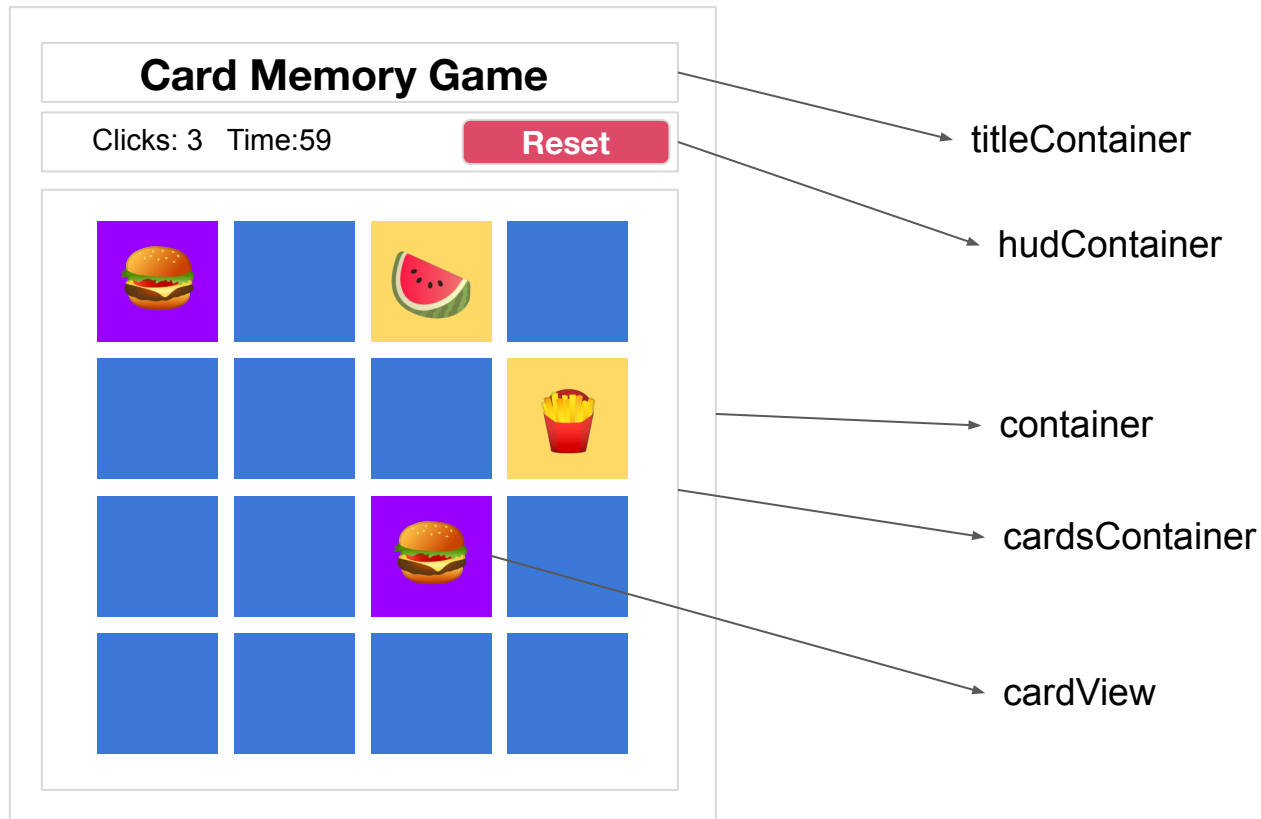 Card Memory Game
Clicks: 3 Time:59
Reset
titleContainer
hudContainer
container
cardsContainer
cardView